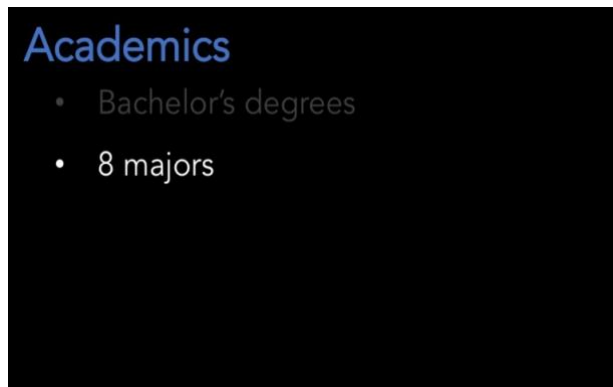 Academics
• Bachelor's degrees
• 8 majors